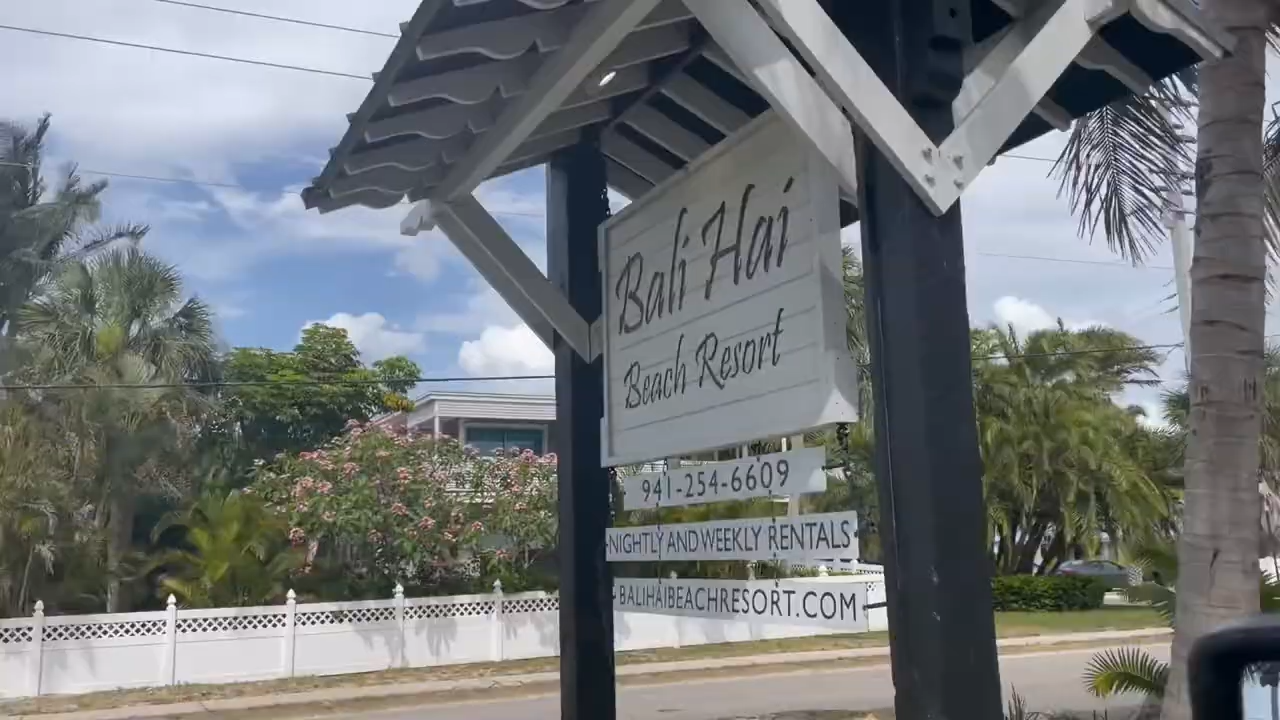 Bali Hai
Beach Resort
941-254-6609
NIGHTLY AND WEEKLY RENTALS
BALIHAIBEACHRESORT.COM